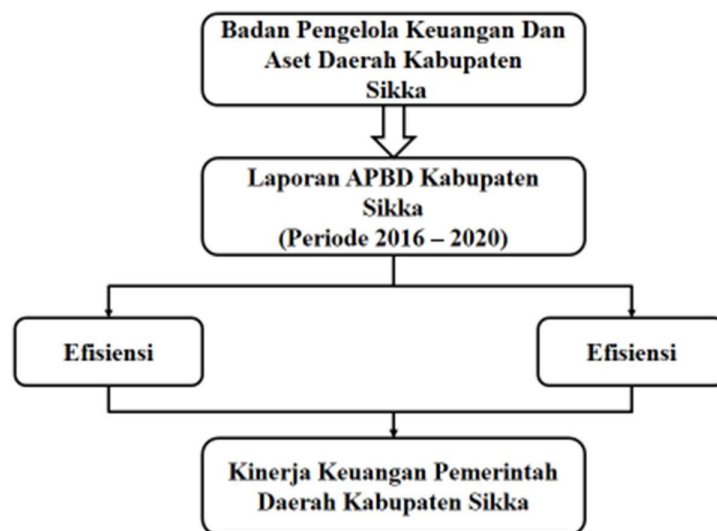 Badan Pengelola Keuangan Dan
Aset Daerah Kabupaten
Sikka
Laporan APBD Kabupaten
Sikka
(Periode 2016 – 2020)
Efisiensi
Efisiensi
Kinerja Keuangan Pemerintah
Daerah Kabupaten Sikka